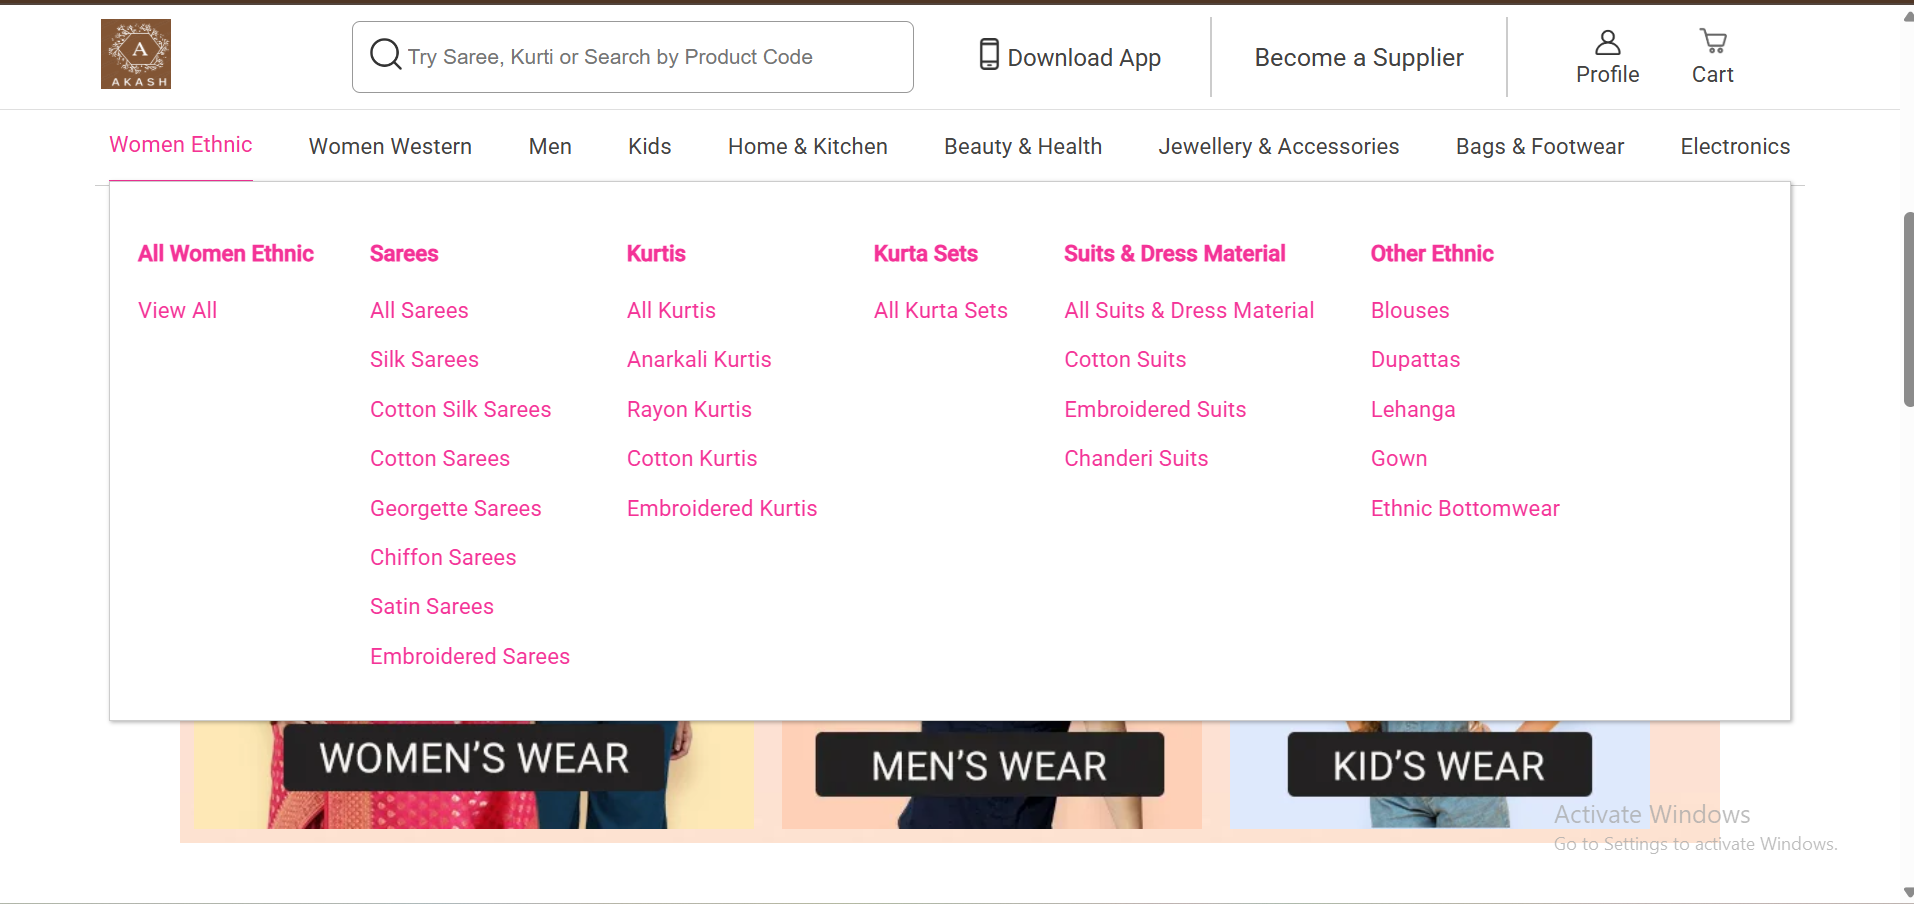 A
AKASH
Try Saree, Kurti or Search by Product Code
Download App
Become a Supplier
Profile
Cart
Women Ethnic
Women Western
Men
Kids
Home & Kitchen
Beauty & Health
Jewellery & Accessories
Bags & Footwear
Electronics
All Women Ethnic
View All
Sarees
All Sarees
Silk Sarees
Cotton Silk Sarees
Cotton Sarees
Georgette Sarees
Chiffon Sarees
Satin Sarees
Embroidered Sarees
Kurtis
All Kurtis
Anarkali Kurtis
Rayon Kurtis
Cotton Kurtis
Embroidered Kurtis
Kurta Sets
All Kurta Sets
Suits & Dress Material
All Suits & Dress Material
Cotton Suits
Embroidered Suits
Chanderi Suits
Other Ethnic
Blouses
Dupattas
Lehanga
Gown
Ethnic Bottomwear
WOMEN’S WEAR
MEN’S WEAR
KID’S WEAR
Activate Windows
Go to Settings to activate Windows.